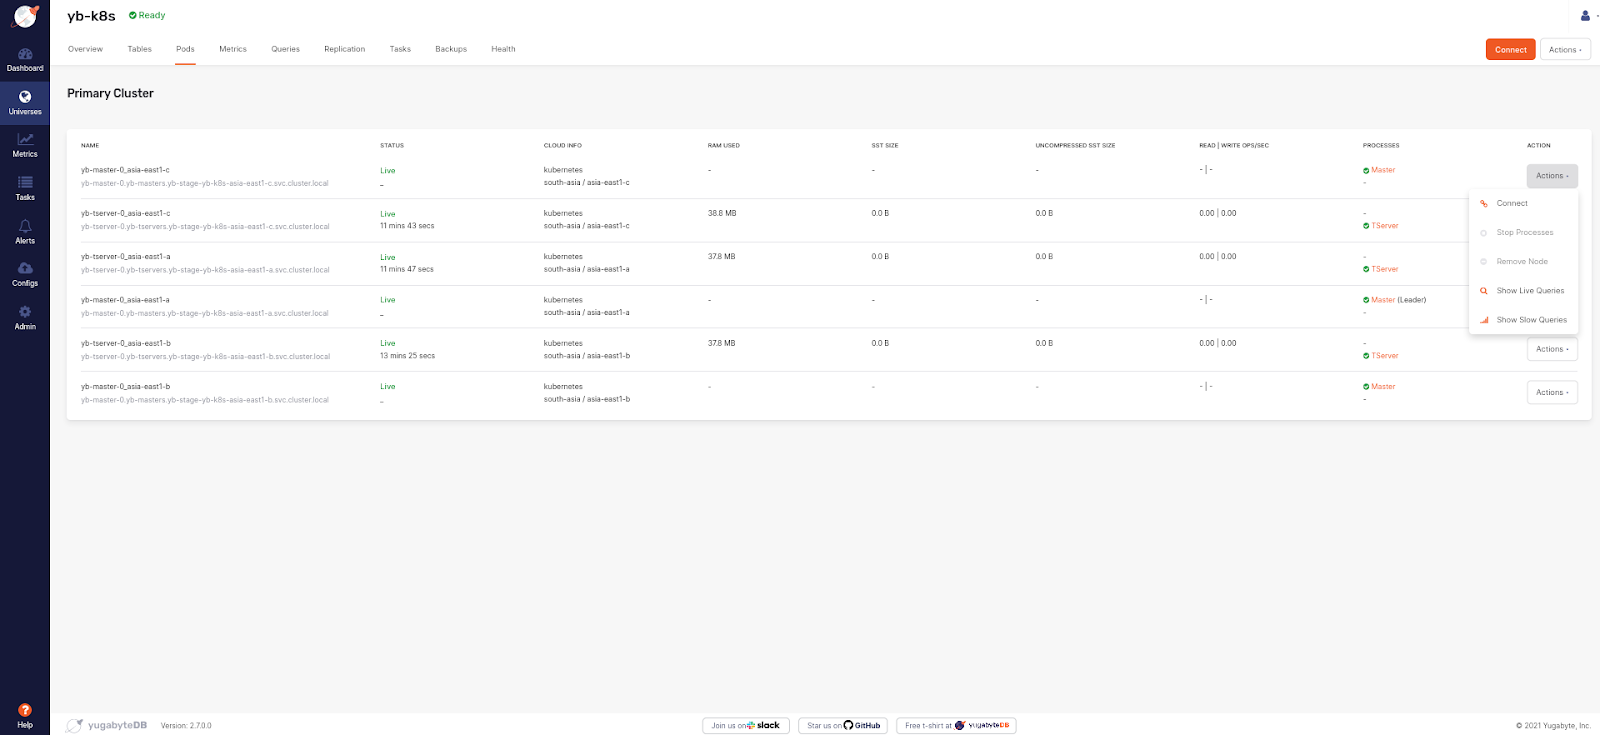 yb-k8s
Ready
Overview
Tables
Pods
Metrics
Queries
Replication
Tasks
Backups
Health
Connect
Actions
Dashboard
Universes
Metrics
Tasks
Alerts
Configs
Admin
Help
Primary Cluster
NAME STATUS CLOUD INFO RAM USED SST SIZE UNCOMPRESSED SST SIZE READ | WRITE OPS/SEC PROCESSES ACTION
yb-master-0_asia-east1-c Live kubernetes - - - - | - Master Actions
yb-master-0.yb-masters.yb-stage-yb-k8s-asia-east1-c.svc.cluster.local _ south-asia / asia-east1-c -
yb-tserver-0_asia-east1-c Live kubernetes 38.8 MB 0.0 B 0.0 B 0.00 | 0.00 -
yb-tserver-0.yb-tservers.yb-stage-yb-k8s-asia-east1-c.svc.cluster.local 11 mins 43 secs south-asia / asia-east1-c TServer
yb-tserver-0_asia-east1-a Live kubernetes 37.8 MB 0.0 B 0.0 B 0.00 | 0.00 -
yb-tserver-0.yb-tservers.yb-stage-yb-k8s-asia-east1-a.svc.cluster.local 11 mins 47 secs south-asia / asia-east1-a TServer
yb-master-0_asia-east1-a Live kubernetes - - - - | - Master (Leader)
yb-master-0.yb-masters.yb-stage-yb-k8s-asia-east1-a.svc.cluster.local _ south-asia / asia-east1-a -
yb-tserver-0_asia-east1-b Live kubernetes 37.8 MB 0.0 B 0.0 B 0.00 | 0.00 - Actions
yb-tserver-0.yb-tservers.yb-stage-yb-k8s-asia-east1-b.svc.cluster.local 13 mins 25 secs south-asia / asia-east1-b TServer
yb-master-0_asia-east1-b Live kubernetes - - - - | - Master Actions
yb-master-0.yb-masters.yb-stage-yb-k8s-asia-east1-b.svc.cluster.local _ south-asia / asia-east1-b -
Connect
Stop Processes
Remove Node
Show Live Queries
Show Slow Queries
yugabyteDB
Version: 2.7.0.0
Join us on slack
Star us on GitHub
Free t-shirt at yugabyteDB
© 2021 Yugabyte, Inc.